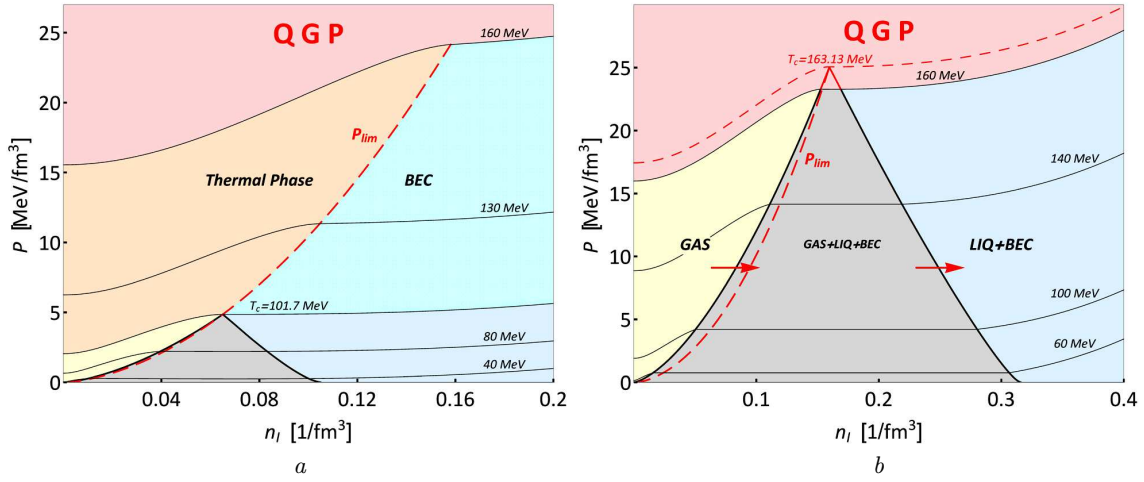 Q G P
160 MeV
P_lim
Thermal Phase
BEC
130 MeV
T_c=101.7 MeV
80 MeV
40 MeV
25
20
15
10
5
0
P [MeV/fm³]
0.04
0.08
0.12
0.16
0.2
n_I [1/fm³]
a
Q G P
T_c=163.13 MeV
160 MeV
P_lim
140 MeV
GAS
GAS+LIQ+BEC
LIQ+BEC
100 MeV
60 MeV
25
20
15
10
5
0
P [MeV/fm³]
0.1
0.2
0.3
0.4
n_I [1/fm³]
b